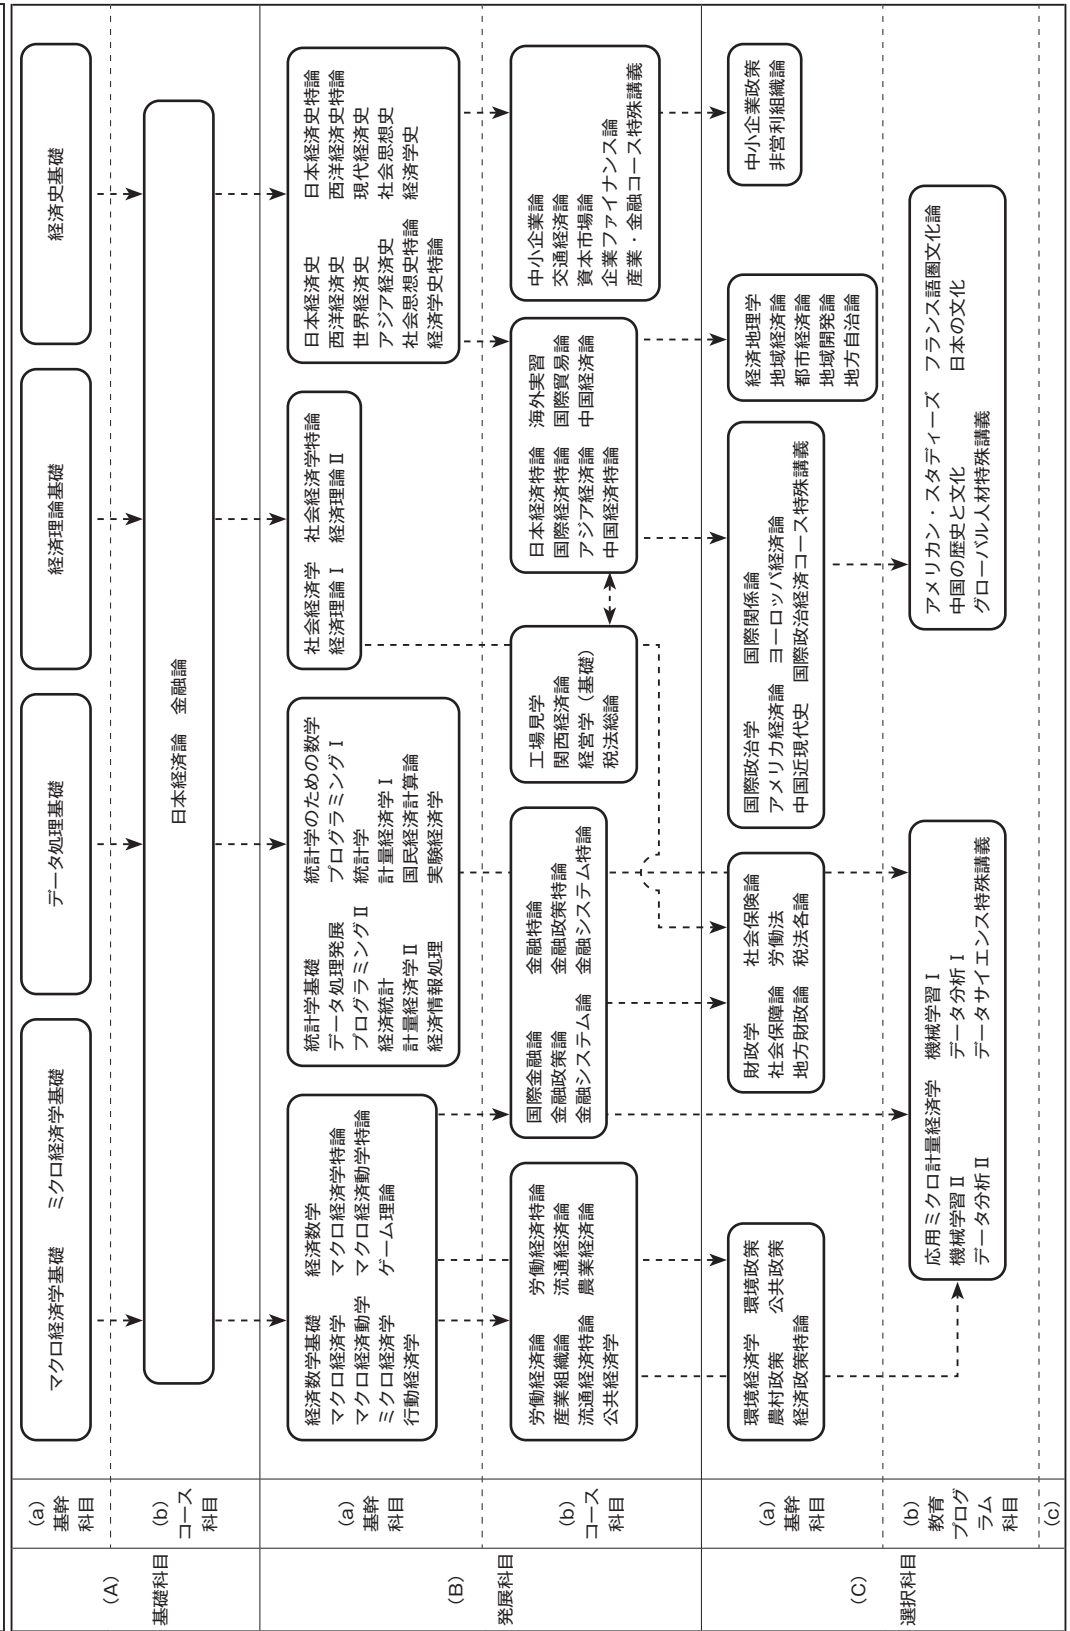 (A)
基礎科目
(a)
基幹
科目
マクロ経済学基礎　ミクロ経済学基礎
データ処理基礎
経済理論基礎
経済史基礎
(b)
コース
科目
日本経済論　金融論
(B)
発展科目
(a)
基幹
科目
経済数学基礎　経済数学
マクロ経済学　マクロ経済学特論
マクロ経済動学　マクロ経済動学特論
ミクロ経済学　ゲーム理論
行動経済学
統計学基礎　統計学のための数学
データ処理発展　プログラミングⅠ
プログラミングⅡ　統計学
経済統計　計量経済学Ⅰ
計量経済学Ⅱ　国民経済計算論
経済情報処理　実験経済学
社会経済学　社会経済学特論
経済理論Ⅰ　経済理論Ⅱ
日本経済史　日本経済史特論
西洋経済史　西洋経済史特論
世界経済史　現代経済史
アジア経済史　社会思想史
社会思想史特論　経済学史
経済学史特論
(b)
コース
科目
労働経済論　労働経済特論
産業組織論　流通経済論
流通経済特論　農業経済論
公共経済学
国際金融論　金融特論
金融政策論　金融政策特論
金融システム論　金融システム特論
工場見学
関西経済論
経営学（基礎）
税法総論
日本経済特論　海外実習
国際経済特論　国際貿易論
アジア経済論　中国経済論
中国経済特論
中小企業論
交通経済論
資本市場論
企業ファイナンス論
産業・金融コース特殊講義
(C)
選択科目
(a)
基幹
科目
環境経済学　環境政策
農村政策　公共政策
経済政策特論
財政学　社会保険論
社会保障論　労働法
地方財政論　税法各論
国際政治学　国際関係論
アメリカ経済論　ヨーロッパ経済論
中国近現代史　国際政治経済コース特殊講義
経済地理学
地域経済論
都市経済論
地域開発論
地方自治論
中小企業政策
非営利組織論
(b)
教育
プログ
ラム
科目
応用ミクロ計量経済学　機械学習Ⅰ
機械学習Ⅱ　データ分析Ⅰ
データ分析Ⅱ　データサイエンス特殊講義
アメリカン・スタディーズ　フランス語圏文化論
中国の歴史と文化　日本の文化
グローバル人材特殊講義
(c)